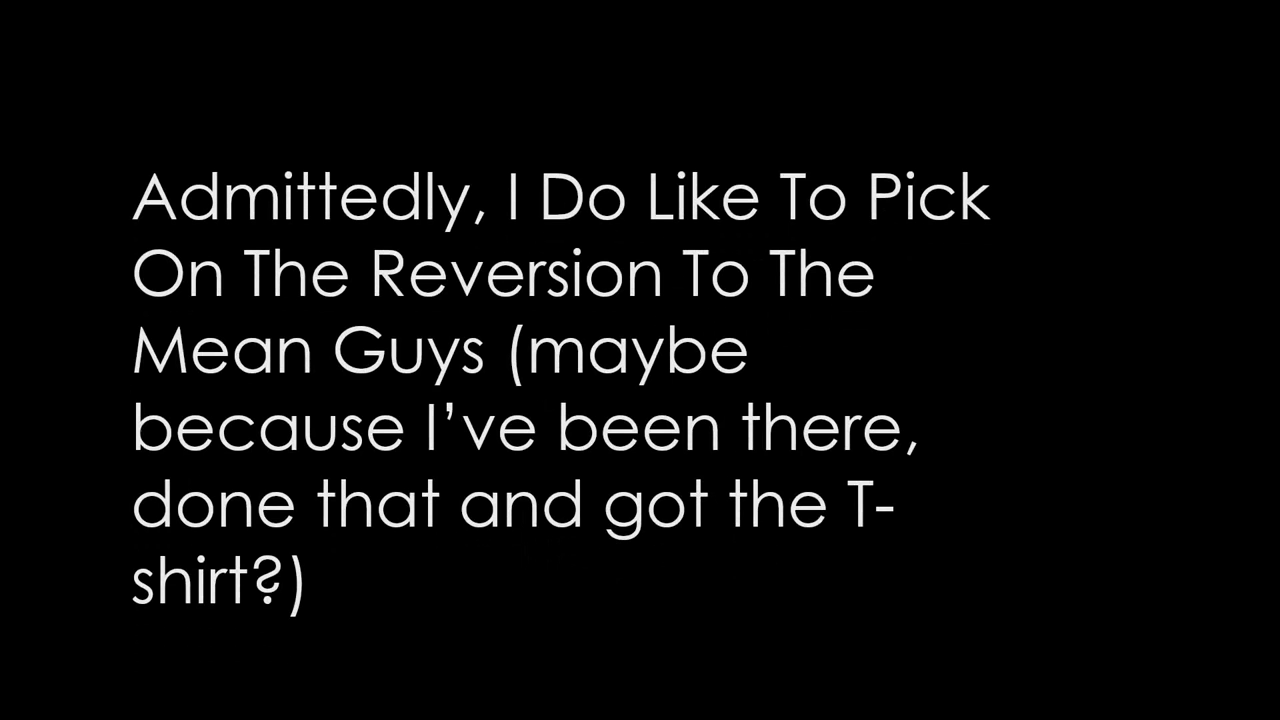 Admittedly, I Do Like To Pick
On The Reversion To The
Mean Guys (maybe
because I’ve been there,
done that and got the T-
shirt?)